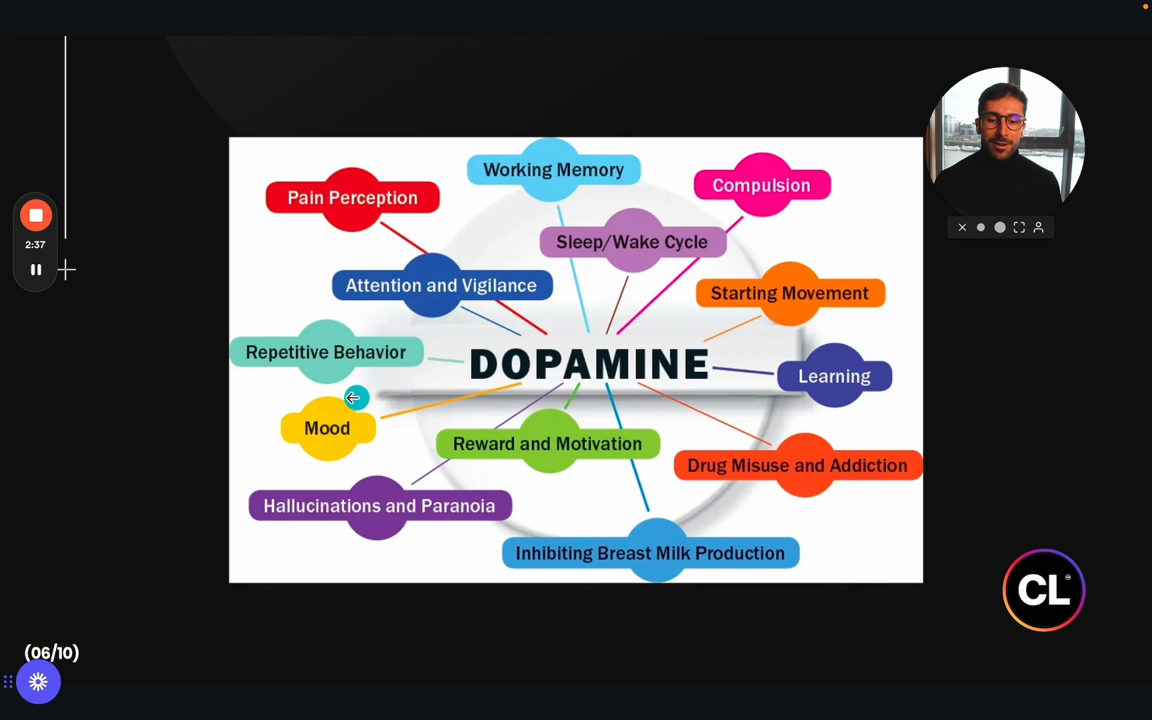 Working Memory
Compulsion
Pain Perception
Sleep/Wake Cycle
Attention and Vigilance
Starting Movement
2:37
Repetitive Behavior
DOPAMINE
Learning
Mood
Reward and Motivation
Drug Misuse and Addiction
Hallucinations and Paranoia
Inhibiting Breast Milk Production
CL
(06/10)